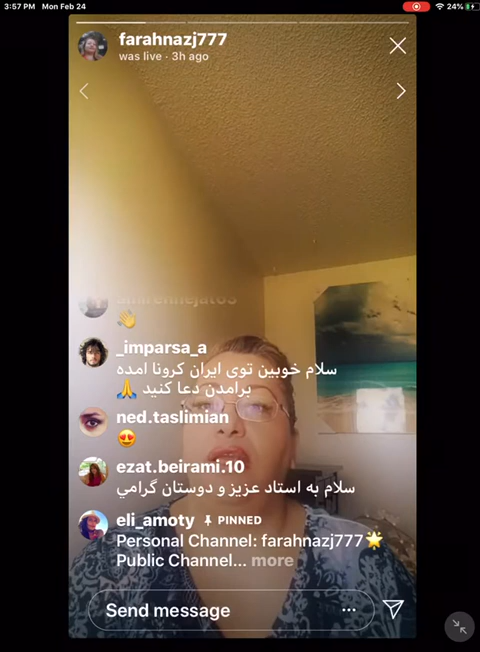 3:57 PM Mon Feb 24
24%
farahnazj777
was live · 3h ago
_imparsa_a
سلام خوبین توی ایران کرونا امده
برامدن دعا کنید 🙏
ned.taslimian
😍
ezat.beirami.10
سلام به استاد عزیز و دوستان گرامي
eli_amoty PINNED
Personal Channel: farahnazj777🌟
Public Channel... more
Send message